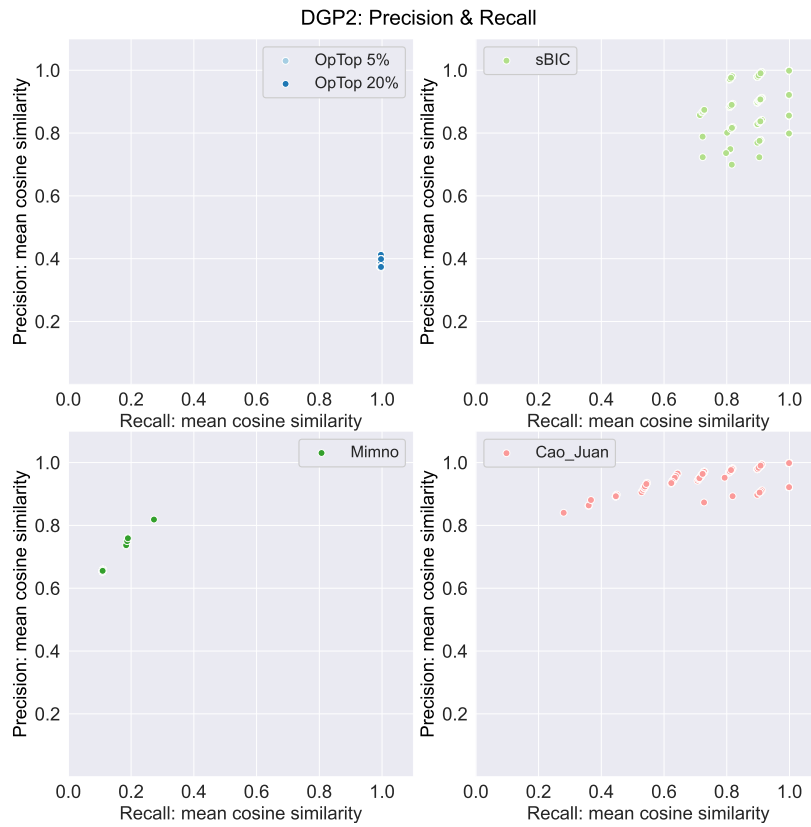 DGP2: Precision & Recall
Precision: mean cosine similarity
1.0
0.8
0.6
0.4
0.2
OpTop 5%
OpTop 20%
0.0 0.2 0.4 0.6 0.8 1.0
Recall: mean cosine similarity
Precision: mean cosine similarity
1.0
0.8
0.6
0.4
0.2
sBIC
0.0 0.2 0.4 0.6 0.8 1.0
Recall: mean cosine similarity
Precision: mean cosine similarity
1.0
0.8
0.6
0.4
0.2
Mimno
0.0 0.2 0.4 0.6 0.8 1.0
Recall: mean cosine similarity
Precision: mean cosine similarity
1.0
0.8
0.6
0.4
0.2
Cao_Juan
0.0 0.2 0.4 0.6 0.8 1.0
Recall: mean cosine similarity